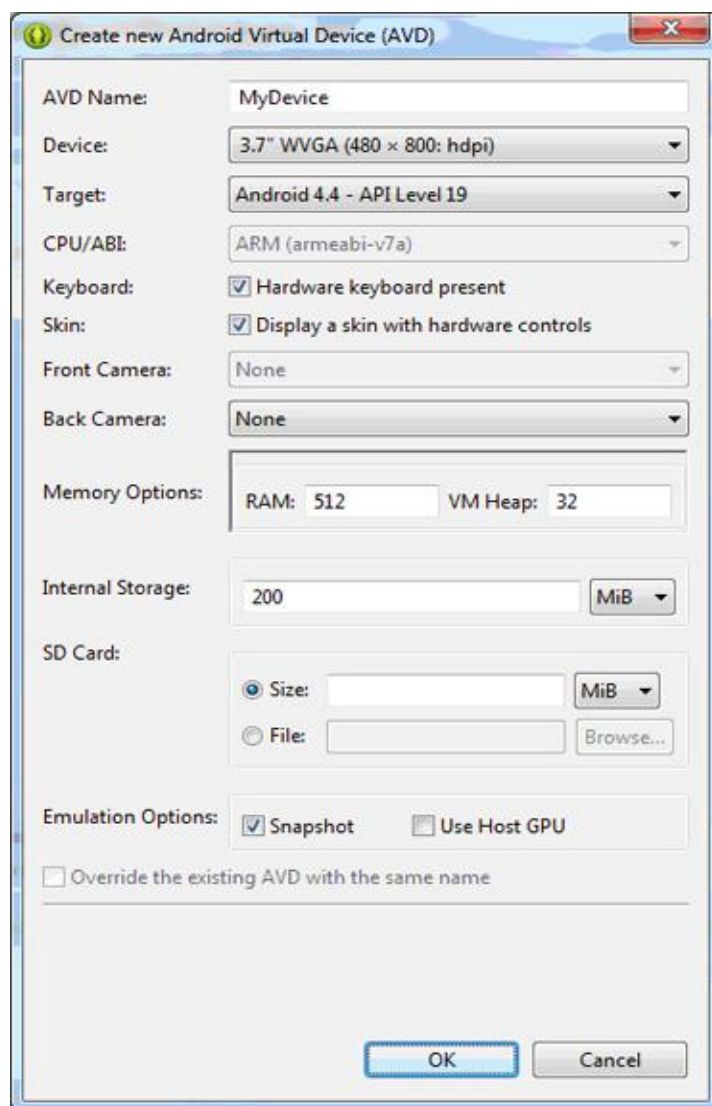 Create new Android Virtual Device (AVD)
AVD Name: MyDevice
Device: 3.7" WVGA (480 × 800: hdpi)
Target: Android 4.4 - API Level 19
CPU/ABI: ARM (armeabi-v7a)
Keyboard: Hardware keyboard present
Skin: Display a skin with hardware controls
Front Camera: None
Back Camera: None
Memory Options: RAM: 512 VM Heap: 32
Internal Storage: 200 MiB
SD Card:
Size: MiB
File: Browse...
Emulation Options: Snapshot Use Host GPU
Override the existing AVD with the same name
OK Cancel